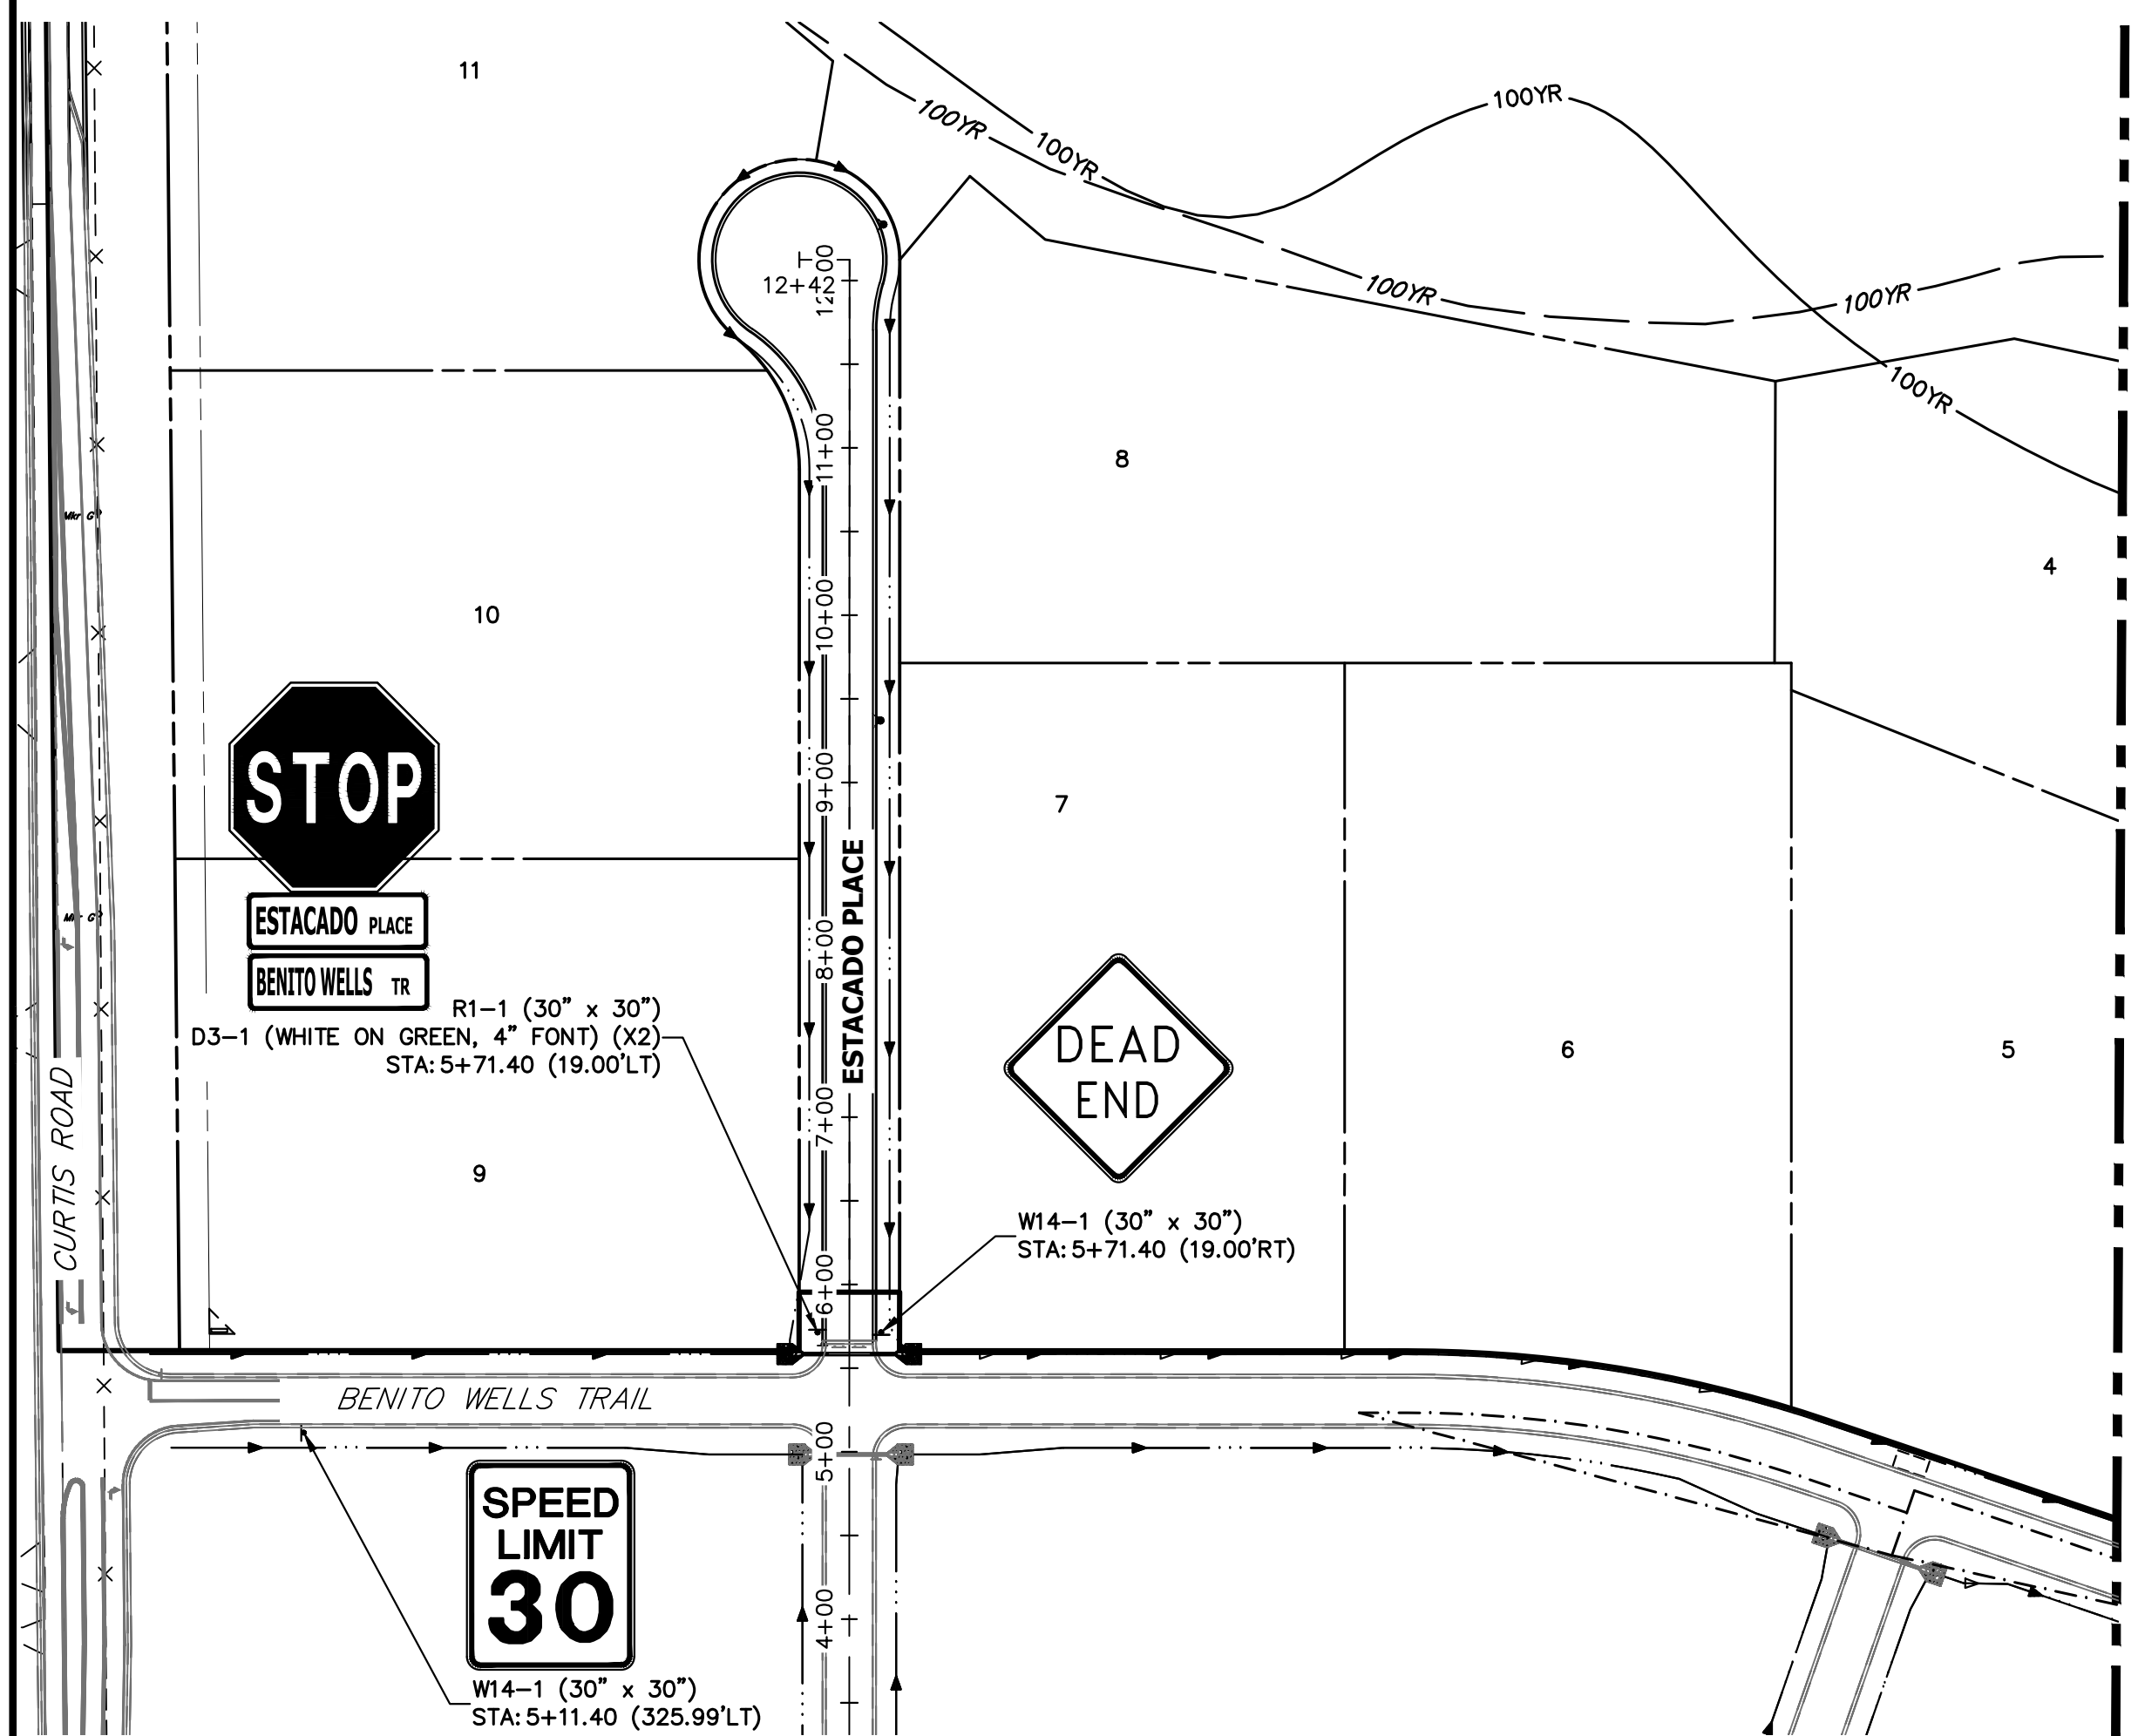 11
100YR
100YR
100YR
100YR
100YR
100YR
12+00
12+42
11+00
10+00
9+00
8+00
7+00
6+00
5+00
4+00
8
4
10
7
6
5
9
Mkr G
STOP
ESTACADO PLACE
BENITO WELLS TR
R1-1 (30" x 30")
D3-1 (WHITE ON GREEN, 4" FONT) (X2)
STA: 5+71.40 (19.00'LT)
ESTACADO PLACE
DEAD
END
W14-1 (30" x 30")
STA: 5+71.40 (19.00'RT)
CURTIS ROAD
BENITO WELLS TRAIL
SPEED
LIMIT
30
W14-1 (30" x 30")
STA: 5+11.40 (325.99'LT)